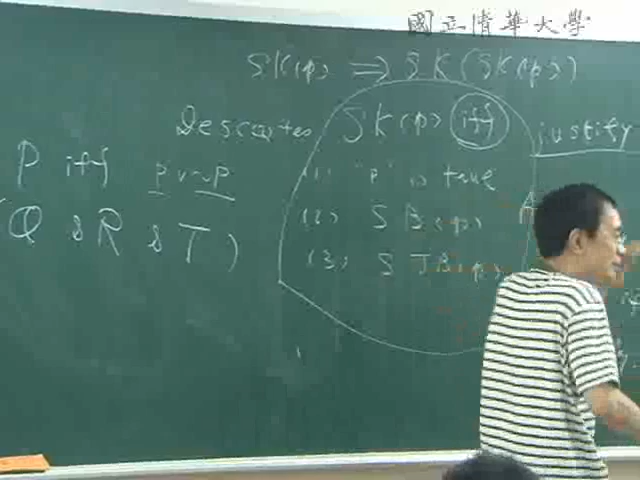 國立清華大學
SK(p) ⟹ SK(SK(p))
Descartes SK(p) iff
justify
(1) "p" is true
(2) S B(p)
(3) S JB(p)
P iff p v ~p
(Q & R & T)